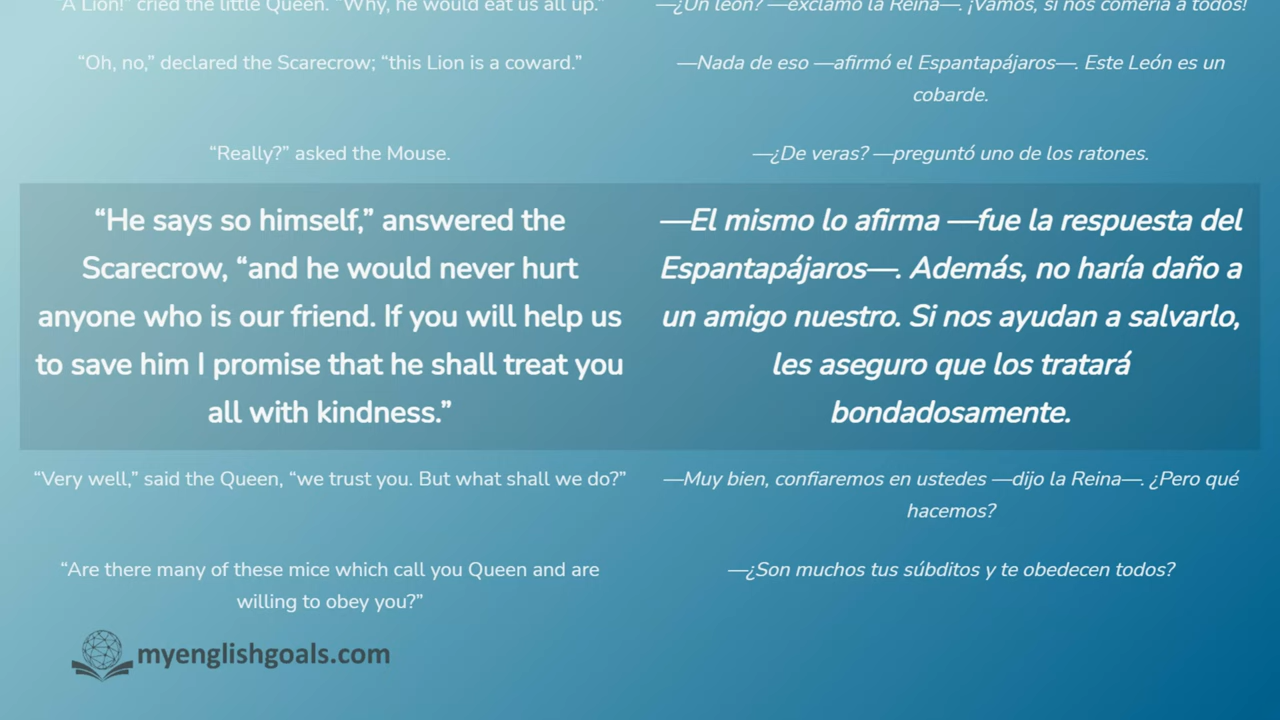 “A Lion!” cried the little Queen. “Why, he would eat us all up.”
—¿Un león? —exclamó la Reina—. ¡Vamos, si nos comería a todos!
“Oh, no,” declared the Scarecrow; “this Lion is a coward.”
—Nada de eso —afirmó el Espantapájaros—. Este León es un
cobarde.
“Really?” asked the Mouse.
—¿De veras? —preguntó uno de los ratones.
“He says so himself,” answered the
Scarecrow, “and he would never hurt
anyone who is our friend. If you will help us
to save him I promise that he shall treat you
all with kindness.”
—El mismo lo afirma —fue la respuesta del
Espantapájaros—. Además, no haría daño a
un amigo nuestro. Si nos ayudan a salvarlo,
les aseguro que los tratará
bondadosamente.
“Very well,” said the Queen, “we trust you. But what shall we do?”
—Muy bien, confiaremos en ustedes —dijo la Reina—. ¿Pero qué
hacemos?
“Are there many of these mice which call you Queen and are
willing to obey you?”
—¿Son muchos tus súbditos y te obedecen todos?
myenglishgoals.com